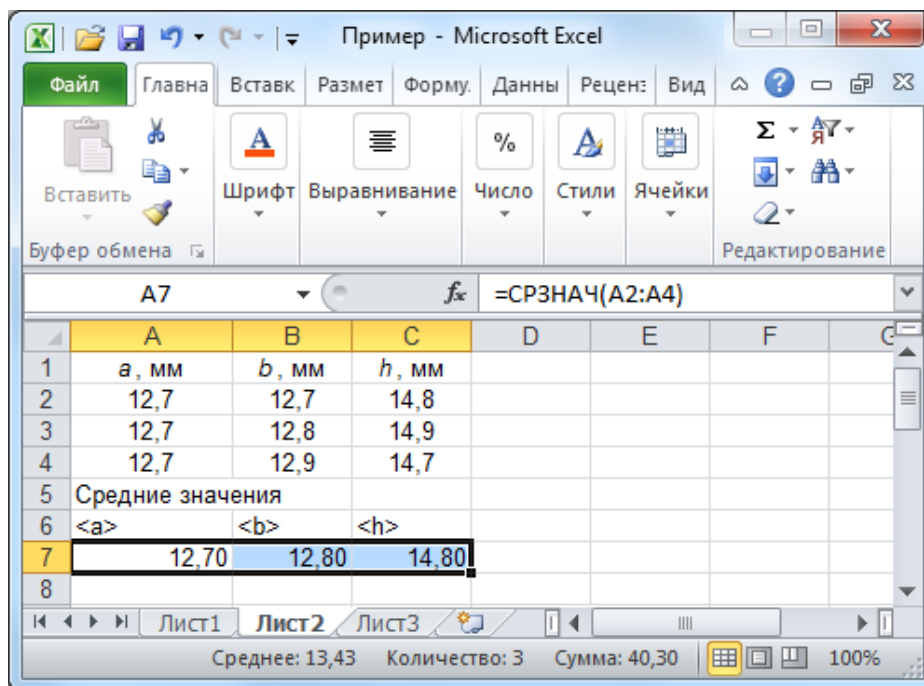 Пример - Microsoft Excel
Файл Главна Вставк Размет Форму. Данны Реценз Вид
Вставить
Шрифт Выравнивание Число Стили Ячейки
Буфер обмена Редактирование
A7 fx =СРЗНАЧ(A2:A4)
A B C D E F G
1 a, мм b, мм h, мм
2 12,7 12,7 14,8
3 12,7 12,8 14,9
4 12,7 12,9 14,7
5 Средние значения
6 <a> <b> <h>
7 12,70 12,80 14,80
8
Лист1 Лист2 Лист3
Среднее: 13,43 Количество: 3 Сумма: 40,30 100%